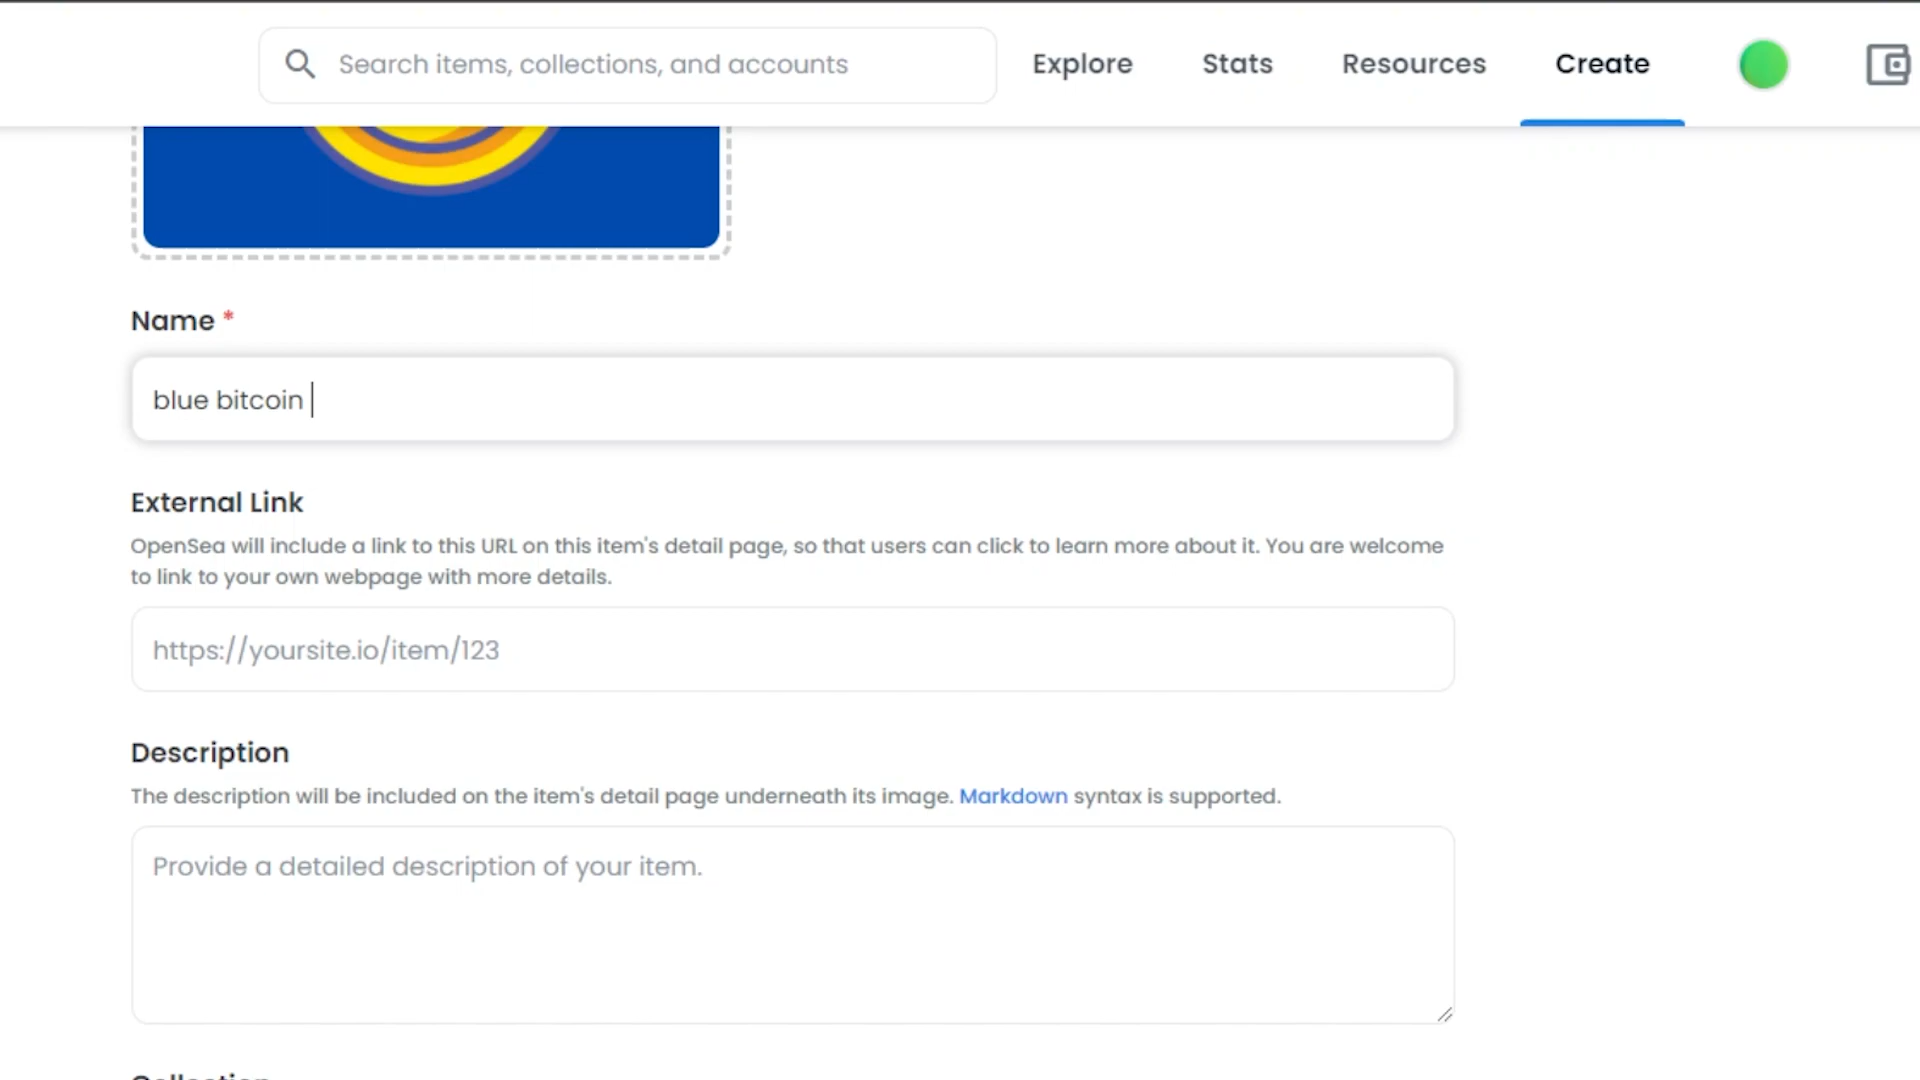 Search items, collections, and accounts
Explore
Stats
Resources
Create
Name *
blue bitcoin
External Link
OpenSea will include a link to this URL on this item's detail page, so that users can click to learn more about it. You are welcome
to link to your own webpage with more details.
https://yoursite.io/item/123
Description
The description will be included on the item's detail page underneath its image. Markdown syntax is supported.
Provide a detailed description of your item.
Collection